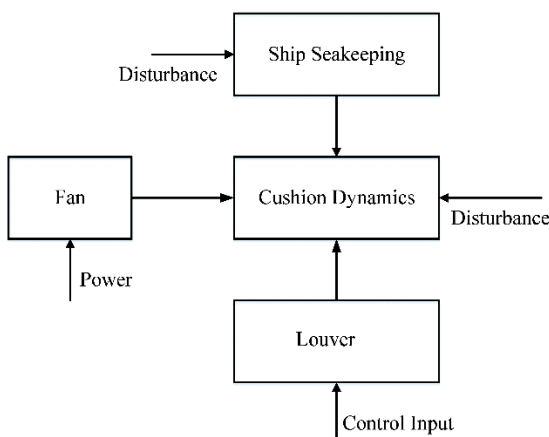 Ship Seakeeping
Disturbance
Fan
Cushion Dynamics
Disturbance
Power
Louver
Control Input